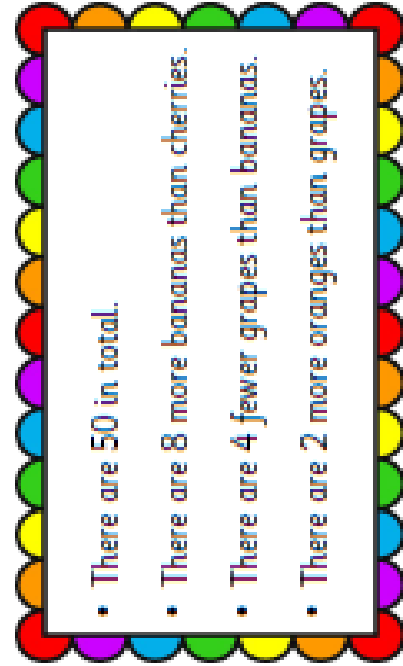 • There are 50 in total.
• There are 8 more bananas than cherries.
• There are 4 fewer grapes than bananas.
• There are 2 more oranges than grapes.